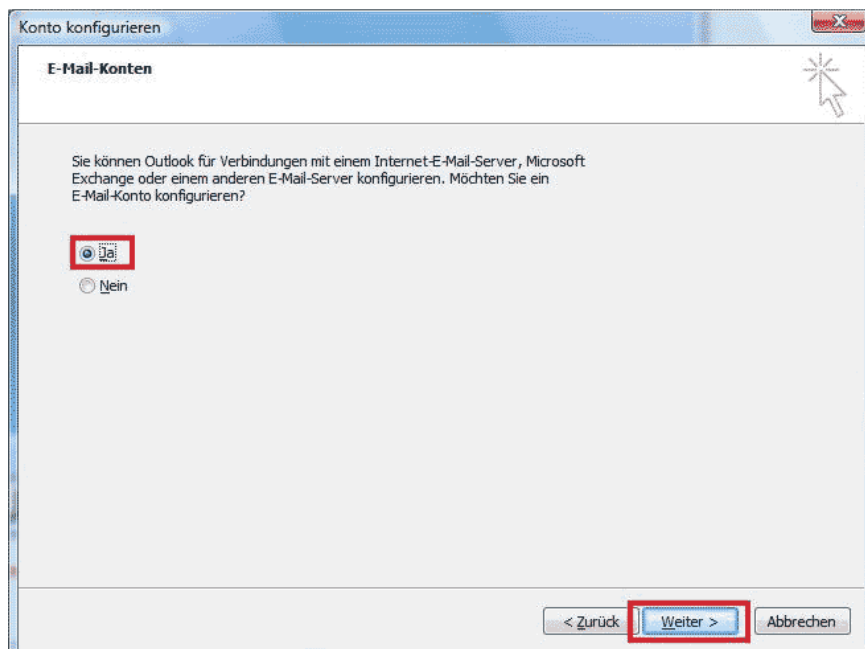 Konto konfigurieren
E-Mail-Konten
Sie können Outlook für Verbindungen mit einem Internet-E-Mail-Server, Microsoft
Exchange oder einem anderen E-Mail-Server konfigurieren. Möchten Sie ein
E-Mail-Konto konfigurieren?
Ja
Nein
< Zurück Weiter > Abbrechen